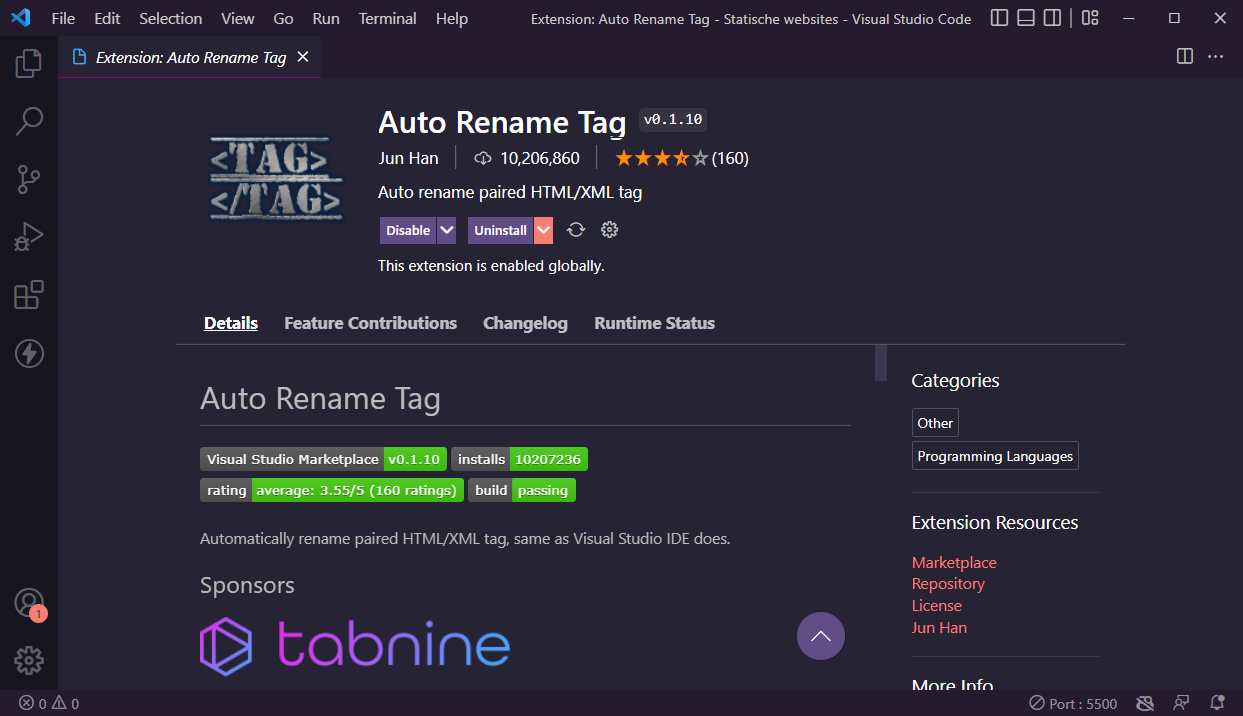 File Edit Selection View Go Run Terminal Help Extension: Auto Rename Tag - Statische websites - Visual Studio Code
Extension: Auto Rename Tag
<TAG>
</TAG>
Auto Rename Tag v0.1.10
Jun Han 10,206,860 (160)
Auto rename paired HTML/XML tag
Disable Uninstall
This extension is enabled globally.
Details Feature Contributions Changelog Runtime Status
Auto Rename Tag
Visual Studio Marketplace v0.1.10 installs 10207236
rating average: 3.55/5 (160 ratings) build passing
Automatically rename paired HTML/XML tag, same as Visual Studio IDE does.
Sponsors
tabnine
Categories
Other
Programming Languages
Extension Resources
Marketplace
Repository
License
Jun Han
More Info
1
0 0 Port : 5500